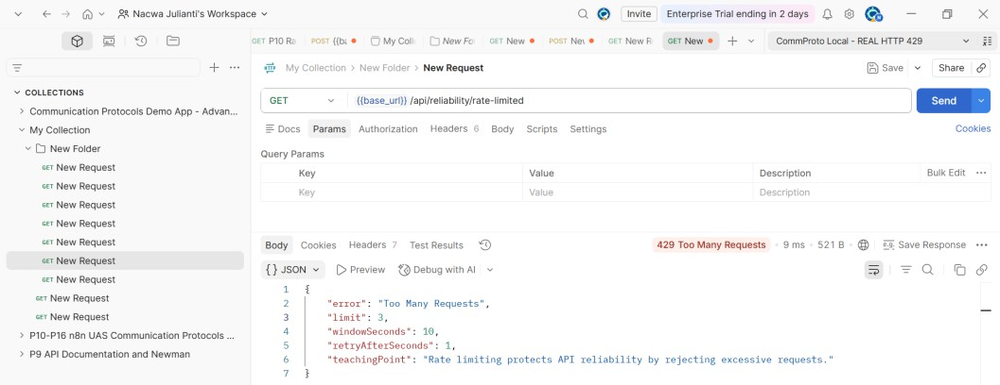 Nacwa Julianti's Workspace
Invite
Enterprise Trial ending in 2 days
GET P10 Ra
POST {{ba
My Coll
New Fo
GET New
POST Nev
GET New R
GET New
CommProto Local - REAL HTTP 429
COLLECTIONS
Communication Protocols Demo App - Advan...
My Collection
New Folder
GET New Request
GET New Request
GET New Request
GET New Request
GET New Request
GET New Request
GET New Request
GET New Request
GET New Request
P10-P16 n8n UAS Communication Protocols ...
P9 API Documentation and Newman
HTTP My Collection > New Folder > New Request
Save
Share
GET {{base_url}} /api/reliability/rate-limited
Send
Docs Params Authorization Headers 6 Body Scripts Settings
Cookies
Query Params
Key Value Description Bulk Edit
Key Value Description
Body Cookies Headers 7 Test Results
429 Too Many Requests • 9 ms • 521 B
Save Response
{} JSON Preview Debug with AI
1 {
2 "error": "Too Many Requests",
3 "limit": 3,
4 "windowSeconds": 10,
5 "retryAfterSeconds": 1,
6 "teachingPoint": "Rate limiting protects API reliability by rejecting excessive requests."
7 }